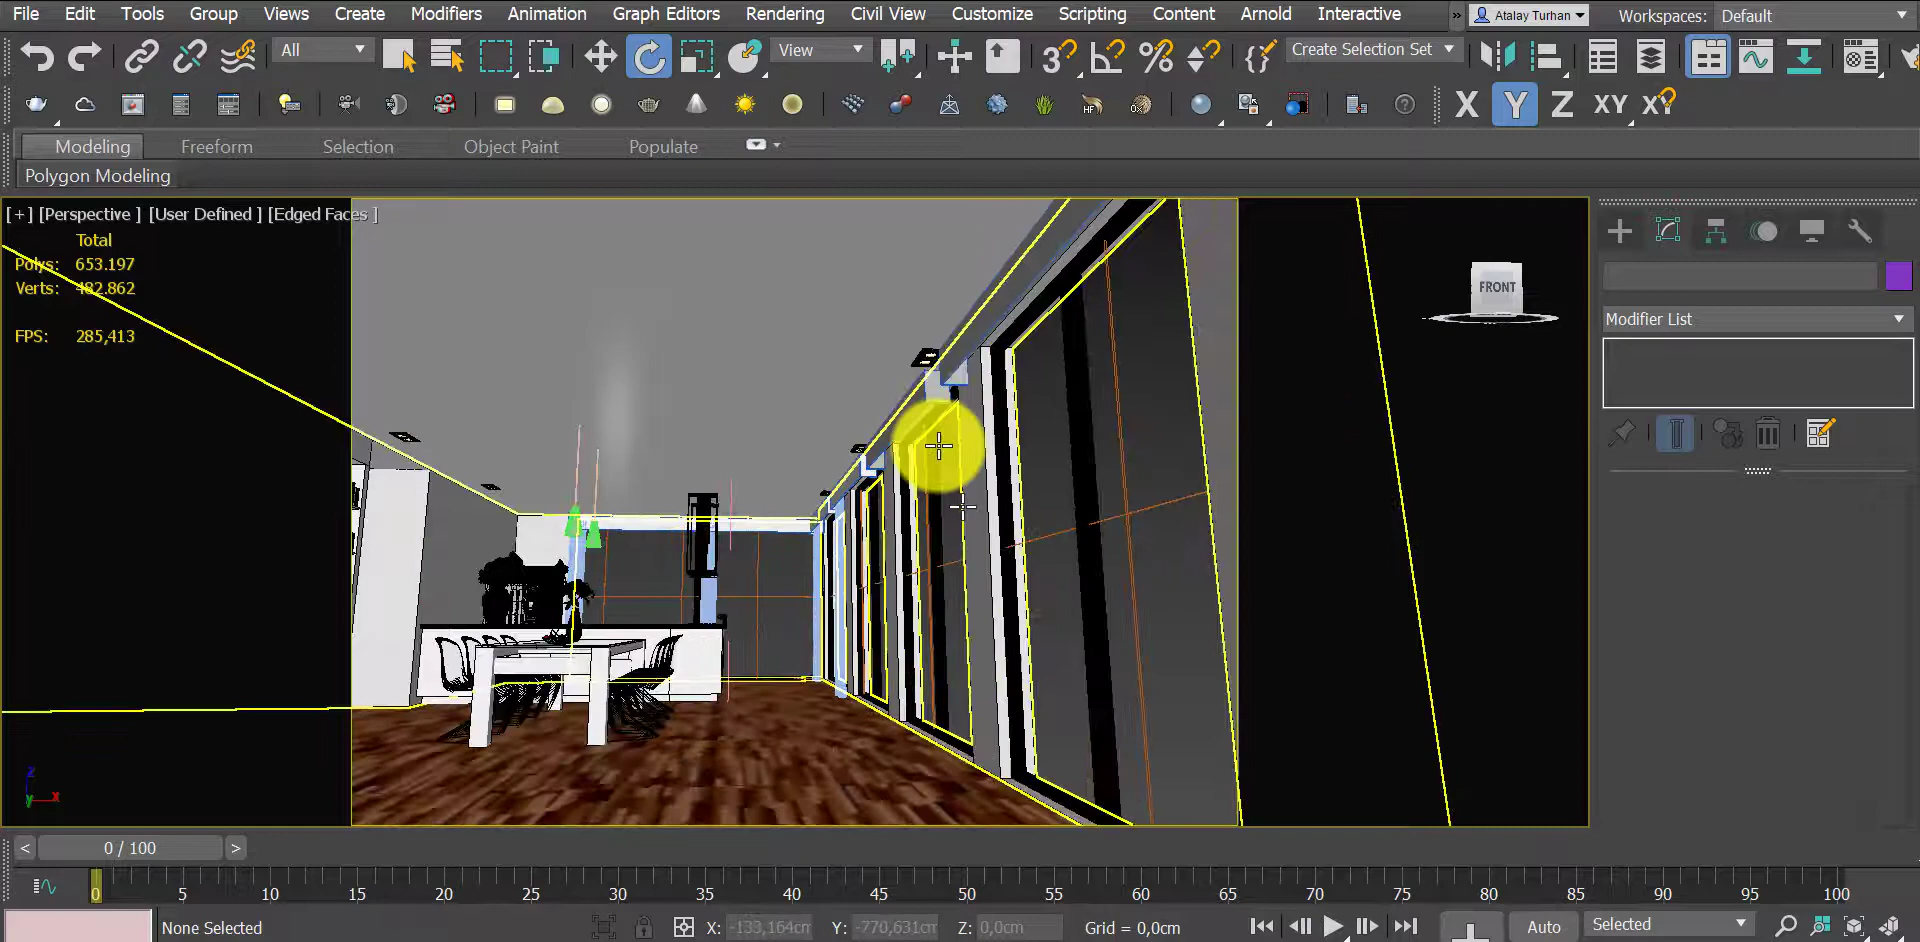 File Edit Tools Group Views Create Modifiers Animation Graph Editors Rendering Civil View Customize Scripting Content Arnold Interactive » Atalay Turhan Workspaces: Default
All View 3 Create Selection Set
X Y Z XY XY
Modeling Freeform Selection Object Paint Populate
Polygon Modeling
[+] [Perspective ] [User Defined ] [Edged Faces ]
Total
Polys: 653.197
Verts: 482.862
FPS: 285,413
FRONT
Modifier List
z
y x
< 0 / 100 >
0 5 10 15 20 25 30 35 40 45 50 55 60 65 70 75 80 85 90 95 100
None Selected X: -133,164cm Y: -770,631cm Z: 0,0cm Grid = 0,0cm Auto Selected